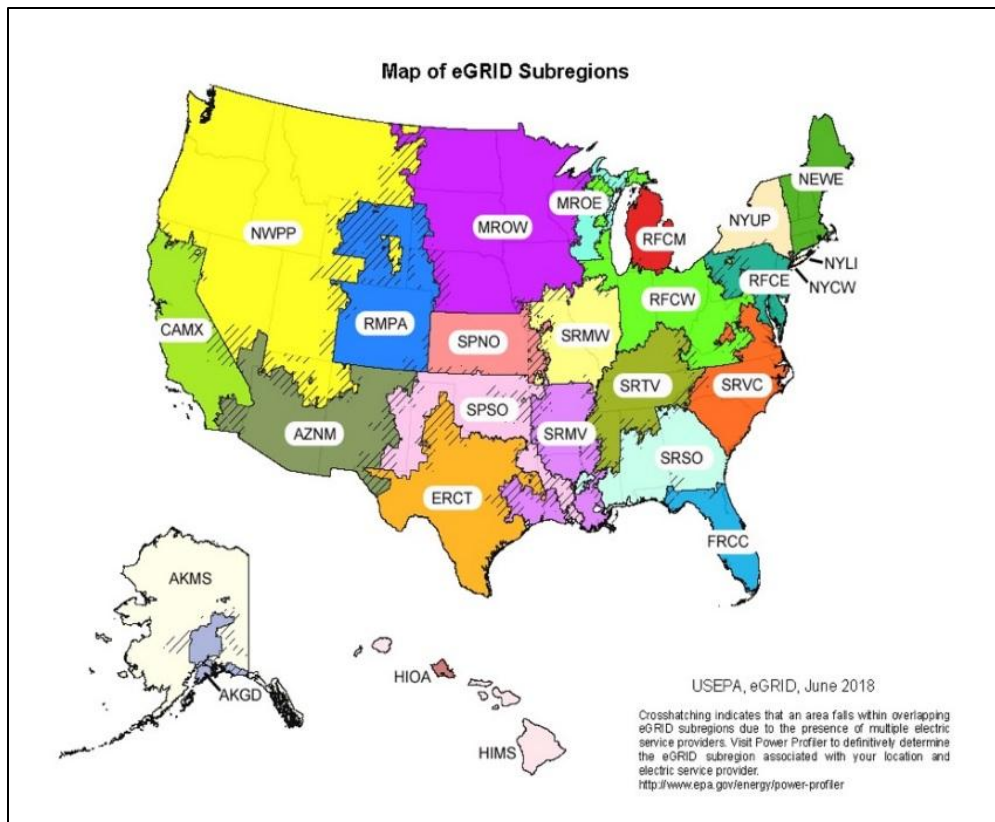 Map of eGRID Subregions
NEWE
MROE
NYUP
RFCM
NWPP
MROW
NYLI
RFCE
NYCW
RFCW
CAMX
RMPA
SPNO
SRMW
SRTV
SRVC
SPSO
AZNM
SRMV
SRSO
ERCT
FRCC
AKMS
HIOA
USEPA, eGRID, June 2018
AKGD
Crosshatching indicates that an area falls within overlapping
eGRID subregions due to the presence of multiple electric
service providers. Visit Power Profiler to definitively determine
the eGRID subregion associated with your location and
electric service provider.
http://www.epa.gov/energy/power-profiler
HIMS